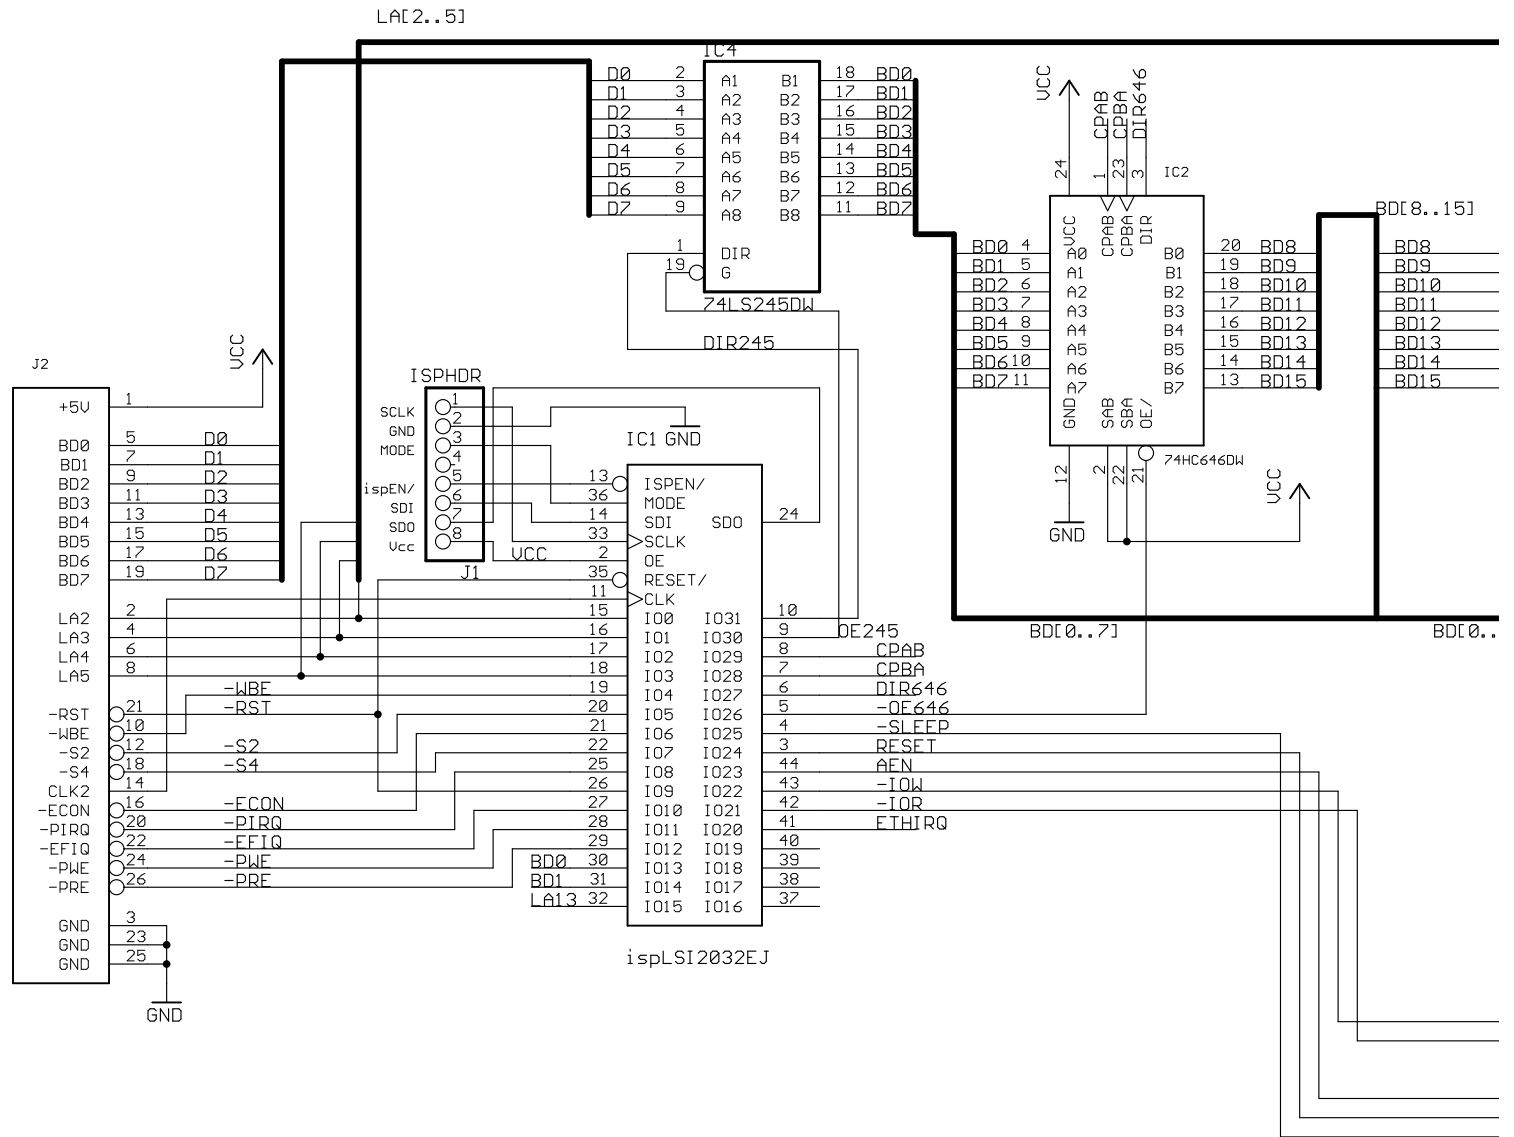 LA[2..5]
IC4
D0 2 A1 B1 18 BD0
D1 3 A2 B2 17 BD1
D2 4 A3 B3 16 BD2
D3 5 A4 B4 15 BD3
D4 6 A5 B5 14 BD4
D5 7 A6 B6 13 BD5
D6 8 A7 B7 12 BD6
D7 9 A8 B8 11 BD7
1 DIR
19 G
74LS245DW
DIR245
VCC
CPAB
CPBA
DIR646
24
1
23
3
IC2
VCC
CPAB
CPBA
DIR
BD[8..15]
BD0 4 A0 B0 20 BD8 BD8
BD1 5 A1 B1 19 BD9 BD9
BD2 6 A2 B2 18 BD10 BD10
BD3 7 A3 B3 17 BD11 BD11
BD4 8 A4 B4 16 BD12 BD12
BD5 9 A5 B5 15 BD13 BD13
BD6 10 A6 B6 14 BD14 BD14
BD7 11 A7 B7 13 BD15 BD15
GND
SAB
SBA
OE/
12
2
22
21
74HC646DW
VCC
GND
BD[0..7]
BD[0..
J2
VCC
+5V 1
BD0 5 D0
BD1 7 D1
BD2 9 D2
BD3 11 D3
BD4 13 D4
BD5 15 D5
BD6 17 D6
BD7 19 D7
LA2 2
LA3 4
LA4 6
LA5 8
-WBE
-RST 21 -RST
-WBE 10
-S2 12 -S2
-S4 18 -S4
CLK2 14
-ECON 16 -ECON
-PIRQ 20 -PIRQ
-EFIQ 22 -EFIQ
-PWE 24 -PWE
-PRE 26 -PRE
GND 3
GND 23
GND 25
GND
ISPHDR
SCLK 1
GND 2
MODE 3
4
ispEN/ 5
SDI 6
SDO 7
Vcc 8
VCC
J1
GND
IC1
13 ISPEN/
36 MODE
14 SDI SDO 24
33 SCLK
2 OE
35 RESET/
11 CLK
15 IO0 IO31 10
16 IO1 IO30 9 OE245
17 IO2 IO29 8 CPAB
18 IO3 IO28 7 CPBA
19 IO4 IO27 6 DIR646
20 IO5 IO26 5 -OE646
21 IO6 IO25 4 -SLEEP
22 IO7 IO24 3 RESET
25 IO8 IO23 44 AEN
26 IO9 IO22 43 -IOW
27 IO10 IO21 42 -IOR
28 IO11 IO20 41 ETHIRQ
29 IO12 IO19 40
BD0 30 IO13 IO18 39
BD1 31 IO14 IO17 38
LA13 32 IO15 IO16 37
ispLSI2032EJ